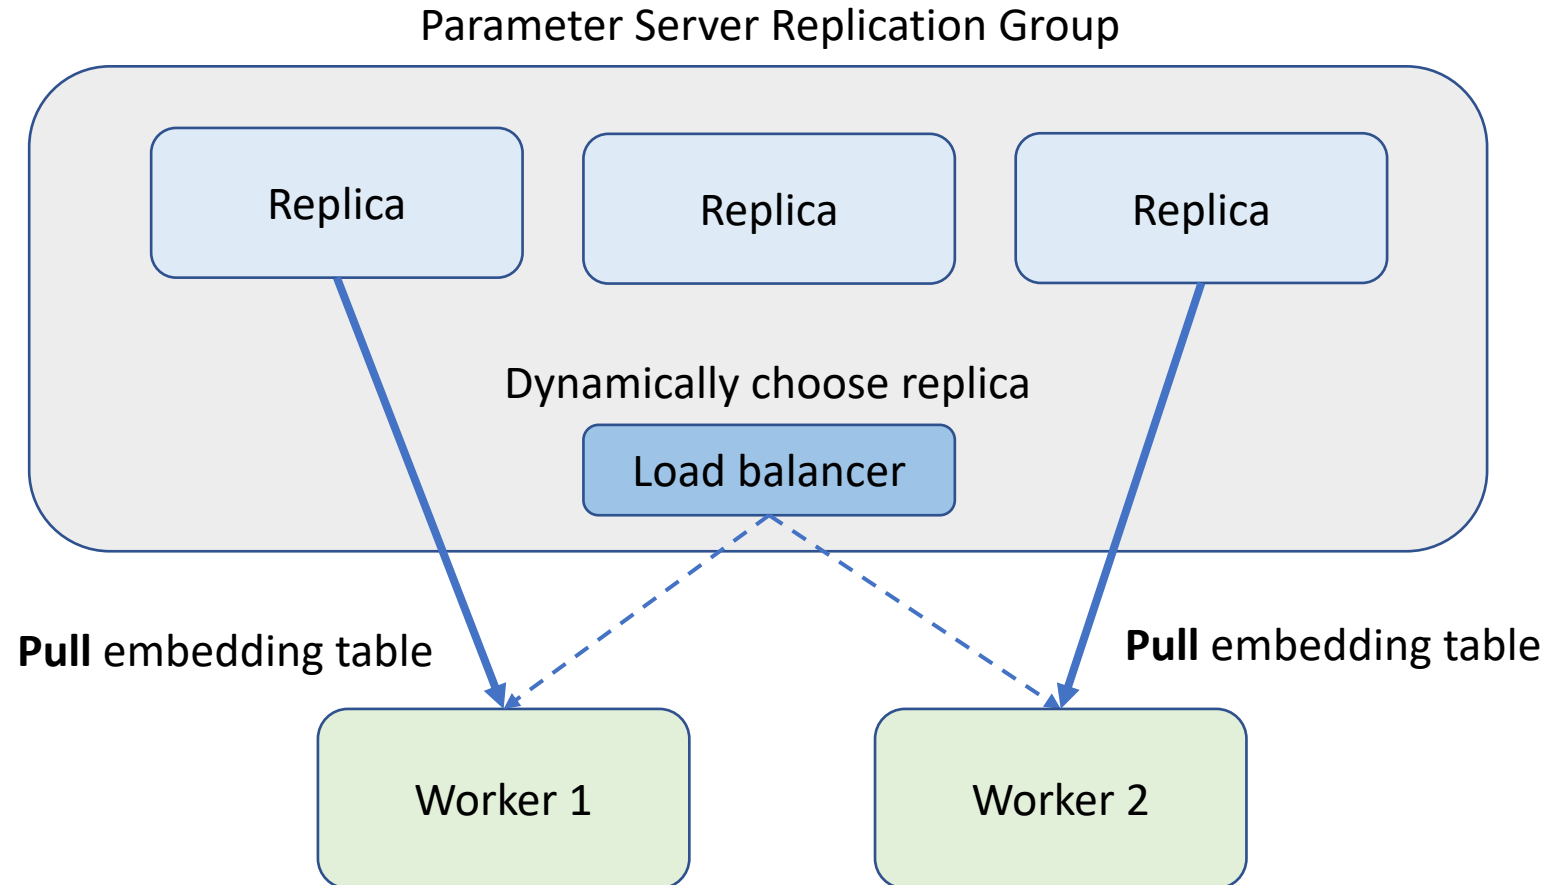 Parameter Server Replication Group
Replica
Replica
Replica
Dynamically choose replica
Load balancer
Pull embedding table
Pull embedding table
Worker 1
Worker 2